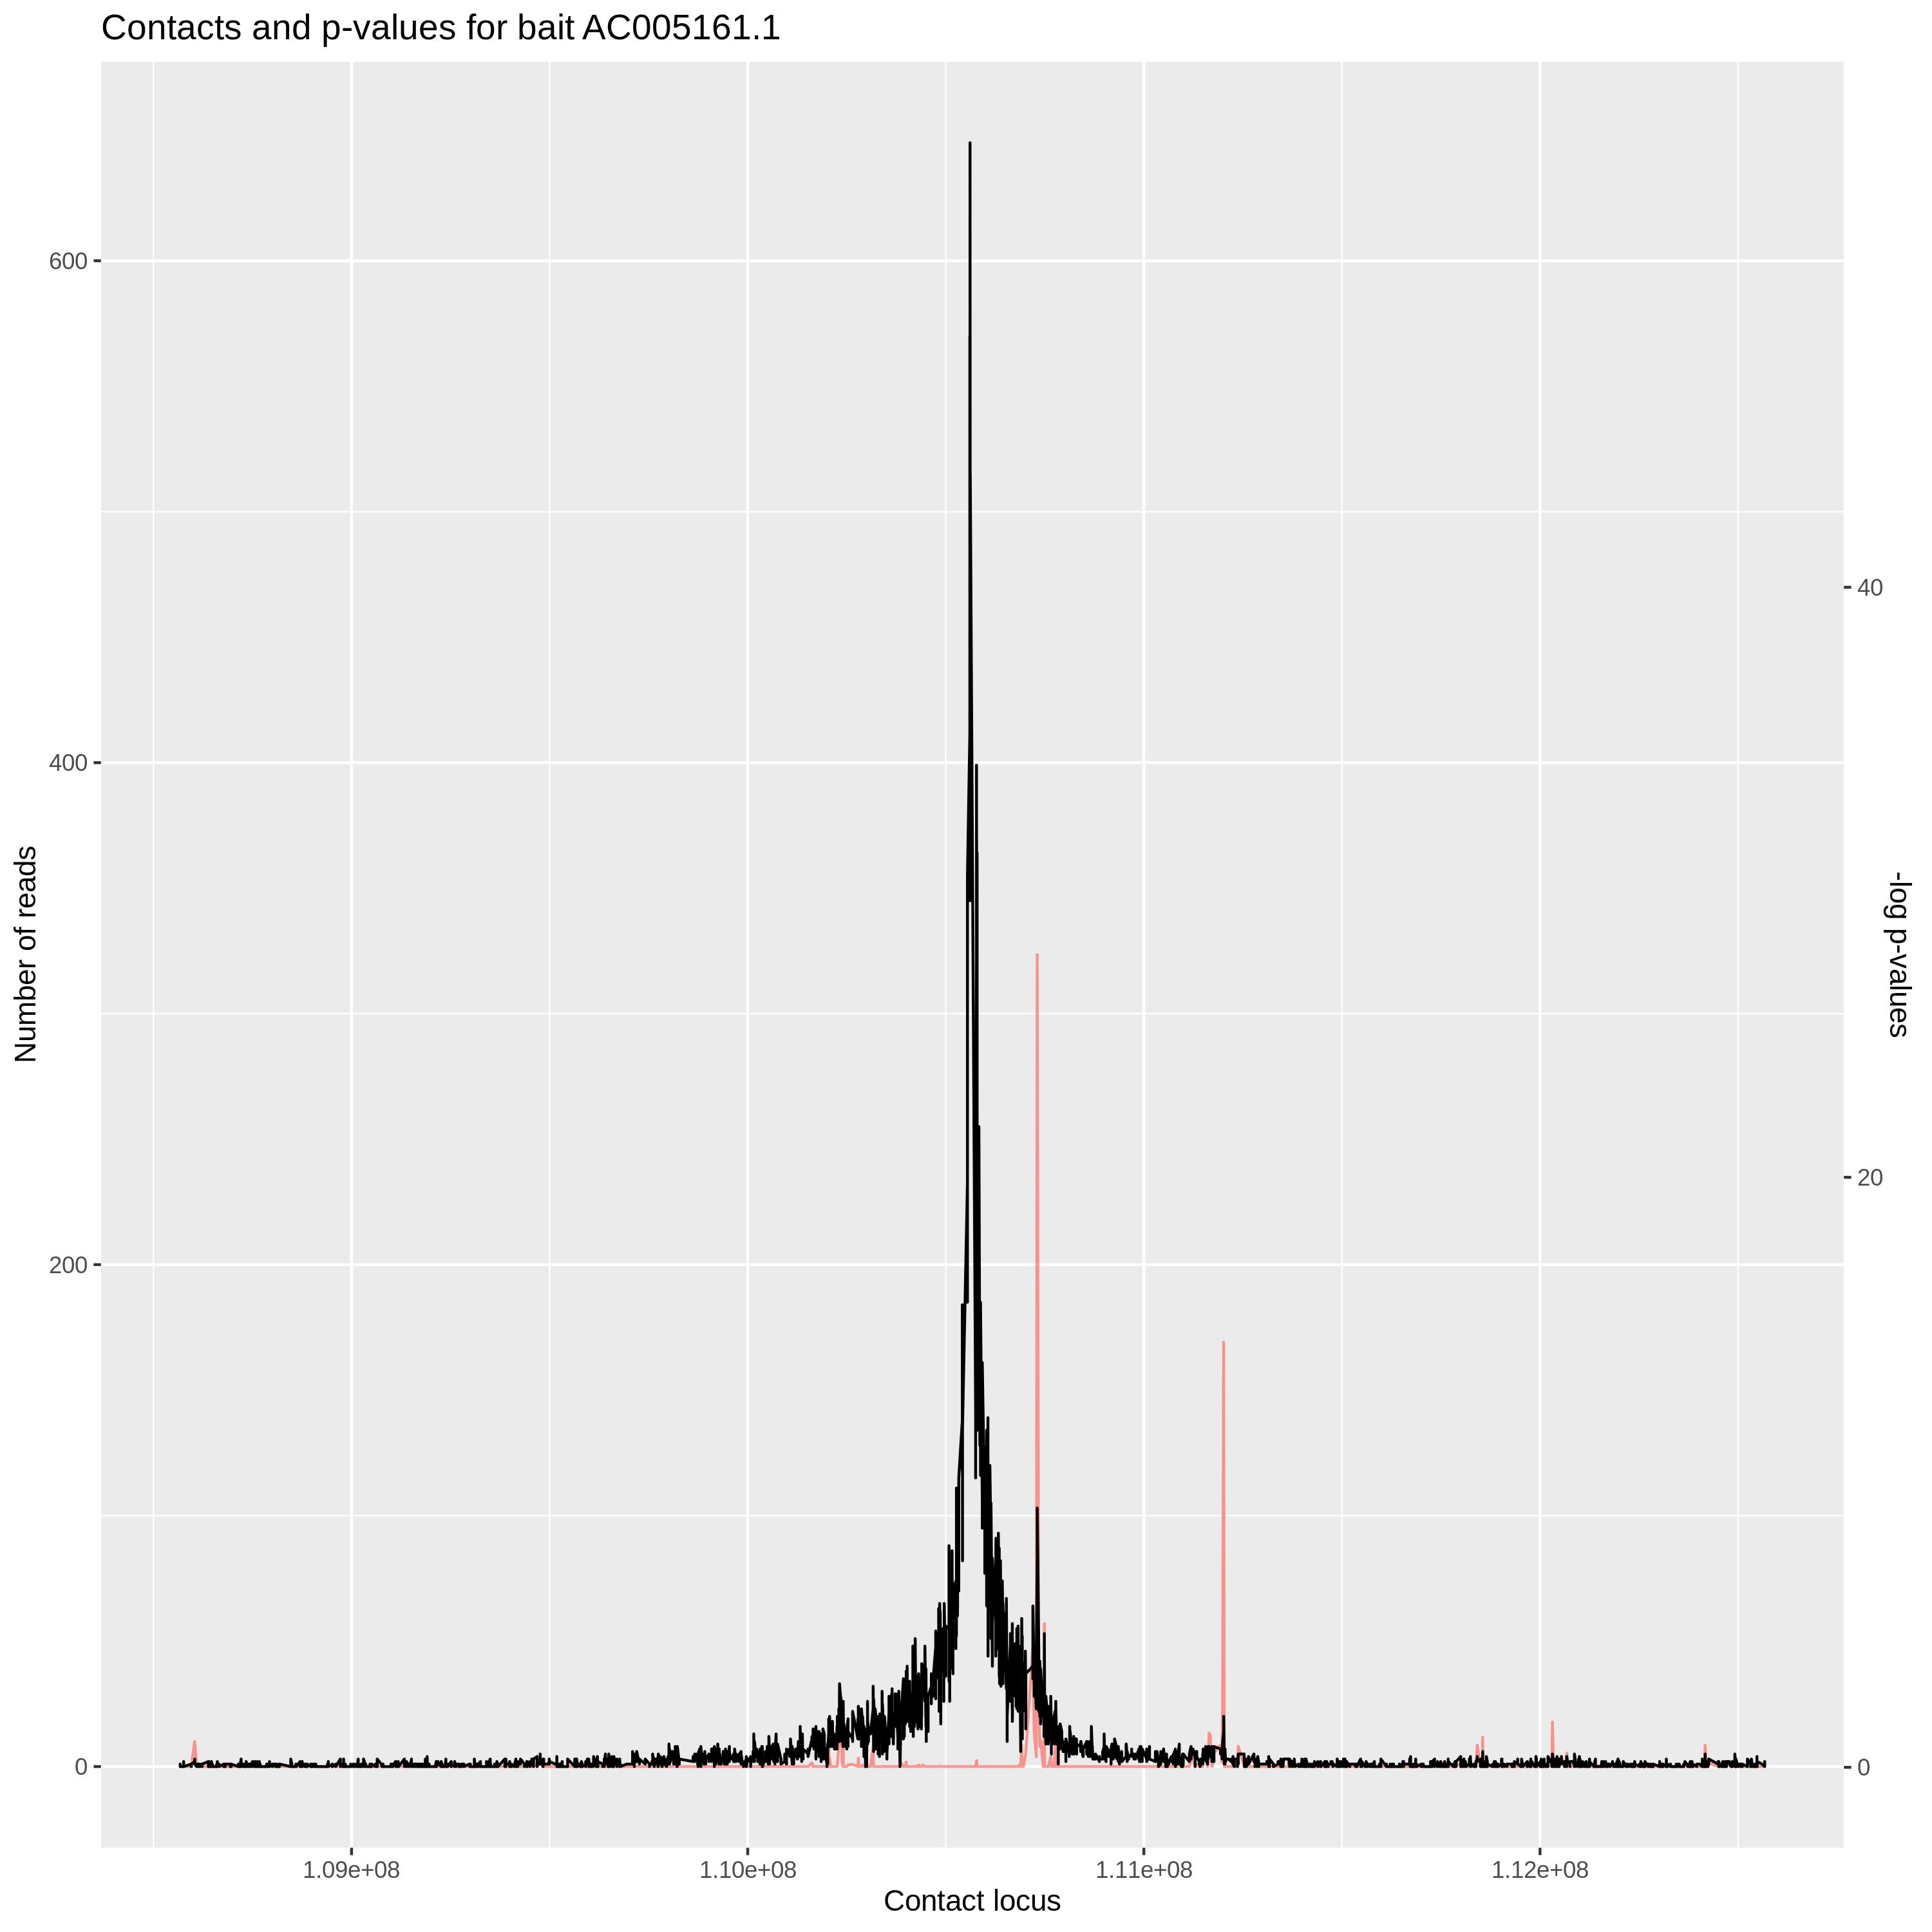 Contacts and p-values for bait AC005161.1
600
400
200
0
Number of reads
40
20
0
-log p-values
1.09e+08
1.10e+08
1.11e+08
1.12e+08
Contact locus